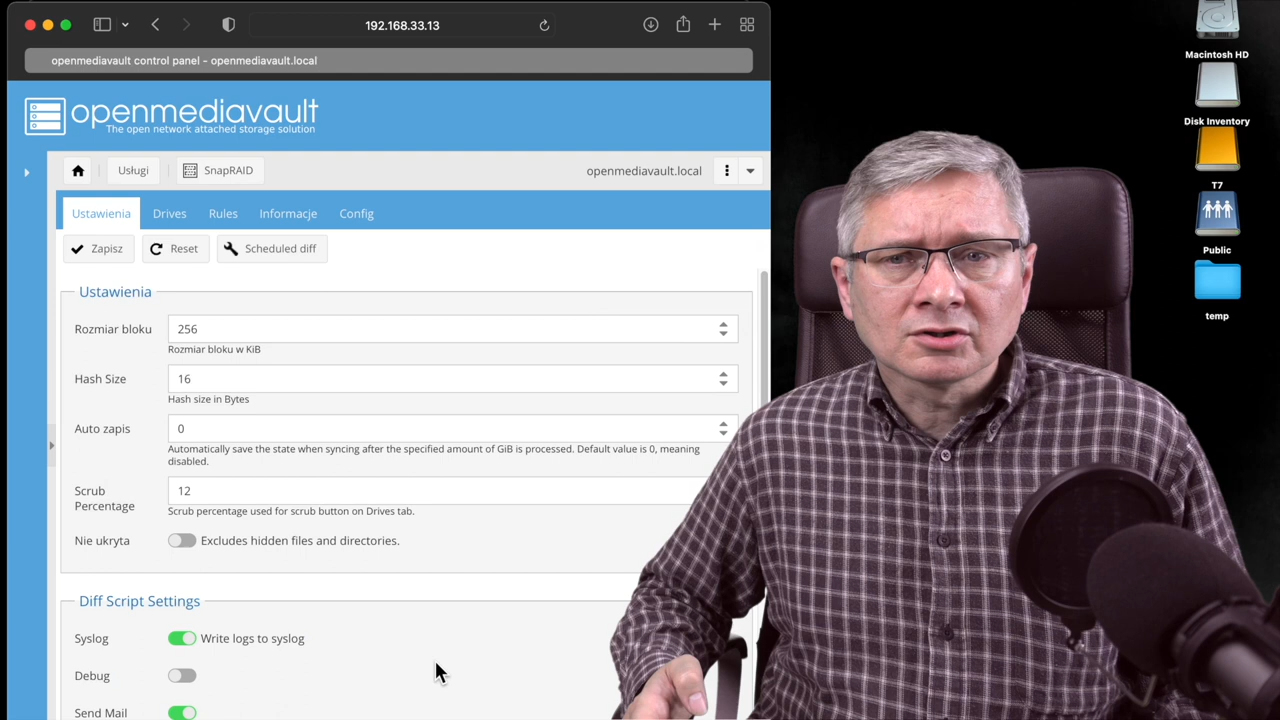 192.168.33.13
openmediavault control panel – openmediavault.local
openmediavault
The open network attached storage solution
Usługi
SnapRAID
openmediavault.local
Ustawienia
Drives
Rules
Informacje
Config
Zapisz
Reset
Scheduled diff
Ustawienia
Rozmiar bloku
256
Rozmiar bloku w KiB
Hash Size
16
Hash size in Bytes
Auto zapis
0
Automatically save the state when syncing after the specified amount of GiB is processed. Default value is 0, meaning
disabled.
Scrub
Percentage
12
Scrub percentage used for scrub button on Drives tab.
Nie ukryta
Excludes hidden files and directories.
Diff Script Settings
Syslog
Write logs to syslog
Debug
Send Mail
Macintosh HD
Disk Inventory
T7
Public
temp